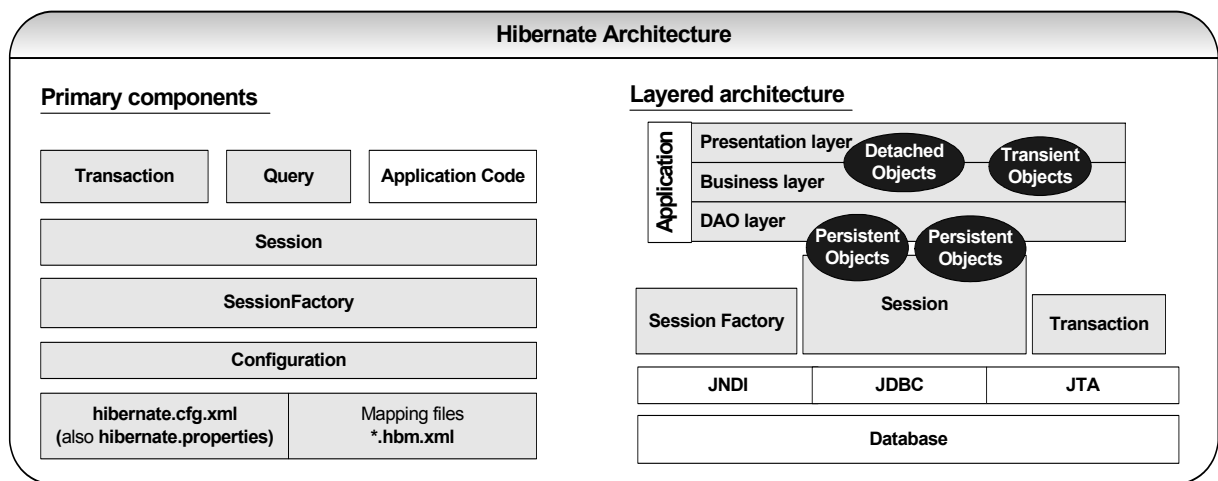 Hibernate Architecture
Primary components
Transaction
Query
Application Code
Session
SessionFactory
Configuration
hibernate.cfg.xml
(also hibernate.properties)
Mapping files
*.hbm.xml
Layered architecture
Application
Presentation layer
Business layer
DAO layer
Detached
Objects
Transient
Objects
Persistent
Objects
Persistent
Objects
Session Factory
Session
Transaction
JNDI
JDBC
JTA
Database